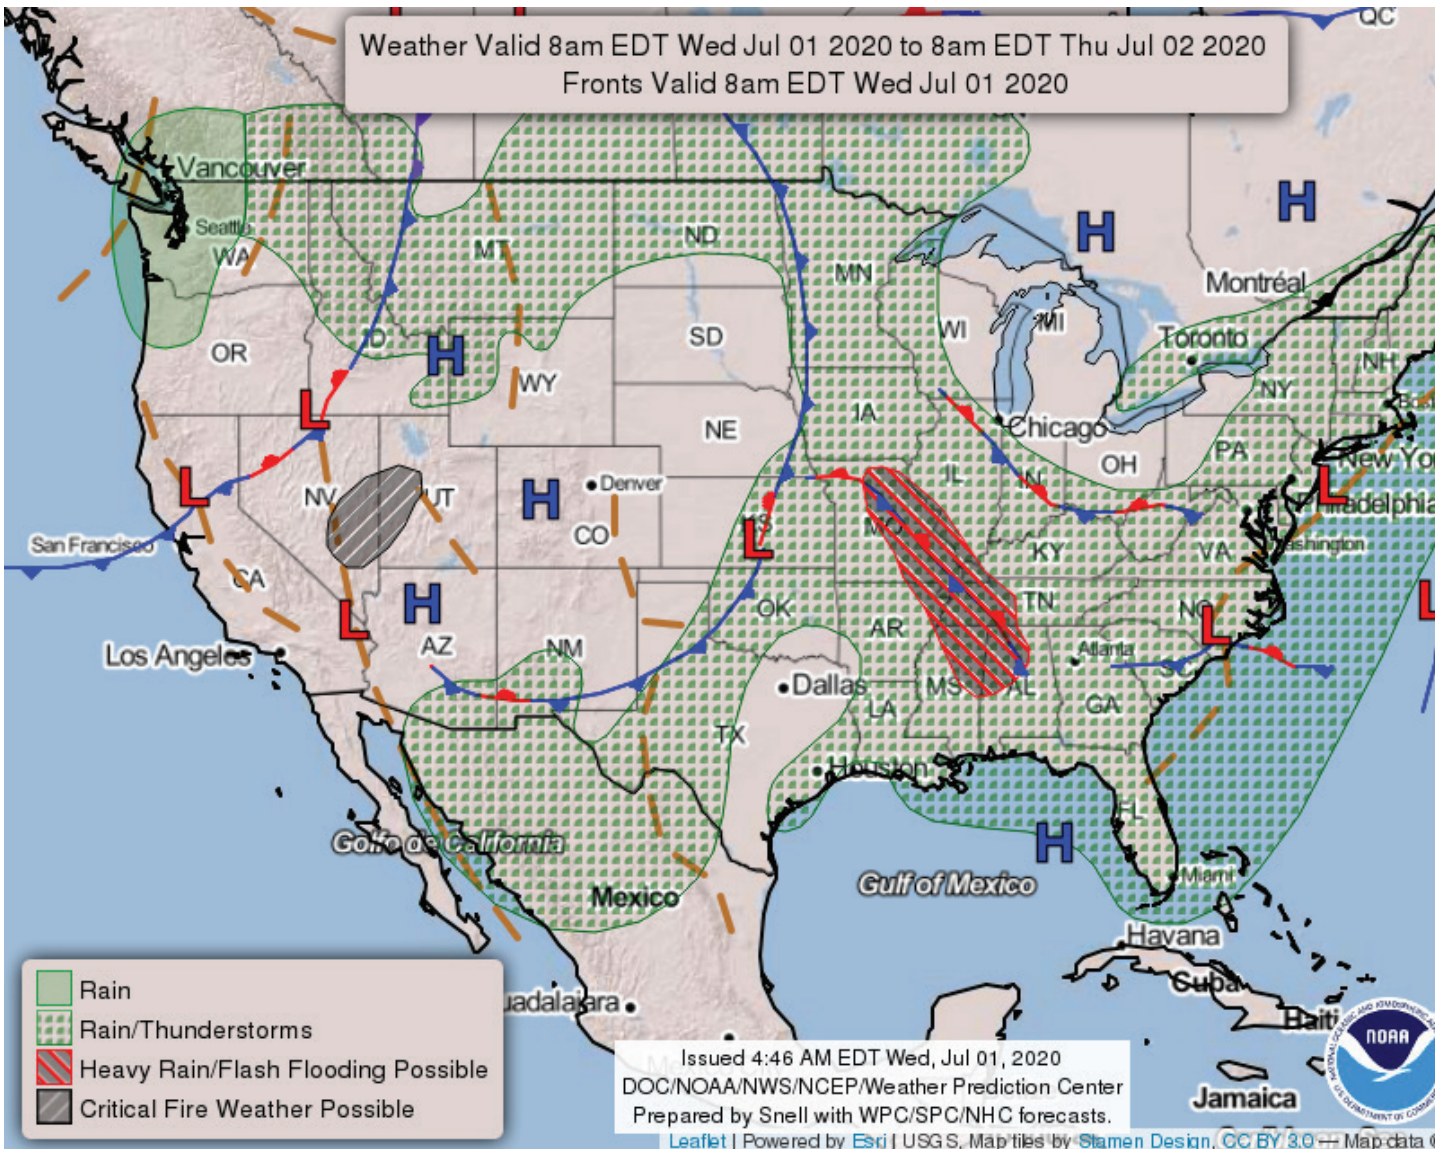 Weather Valid 8am EDT Wed Jul 01 2020 to 8am EDT Thu Jul 02 2020
Fronts Valid 8am EDT Wed Jul 01 2020
QC
Vancouver
Seattle
WA
MT
ND
MN
H
H
Montréal
OR
ID
H
WY
SD
WI
MI
Toronto
NH
NY
L
NE
IA
Chicago
PA
OH
New Yo
L
NV
UT
H
Denver
CO
KS
L
MO
IL
IN
L
Philadelphia
Washington
San Francisco
CA
KY
VA
L
H
OK
AR
TN
NC
L
L
Los Angeles
AZ
NM
Dallas
MS
AL
Atlanta
SC
GA
LA
TX
Houston
FL
Golfo de California
H
Gulf of Mexico
Miami
Mexico
Havana
Cuba
Haiti
Jamaica
uadalajara
Mexico City
Rain
Rain/Thunderstorms
Heavy Rain/Flash Flooding Possible
Critical Fire Weather Possible
Issued 4:46 AM EDT Wed, Jul 01, 2020
DOC/NOAA/NWS/NCEP/Weather Prediction Center
Prepared by Snell with WPC/SPC/NHC forecasts.
NOAA
Leaflet | Powered by Esri | USGS, Map tiles by Stamen Design, CC BY 3.0 — Map data ©